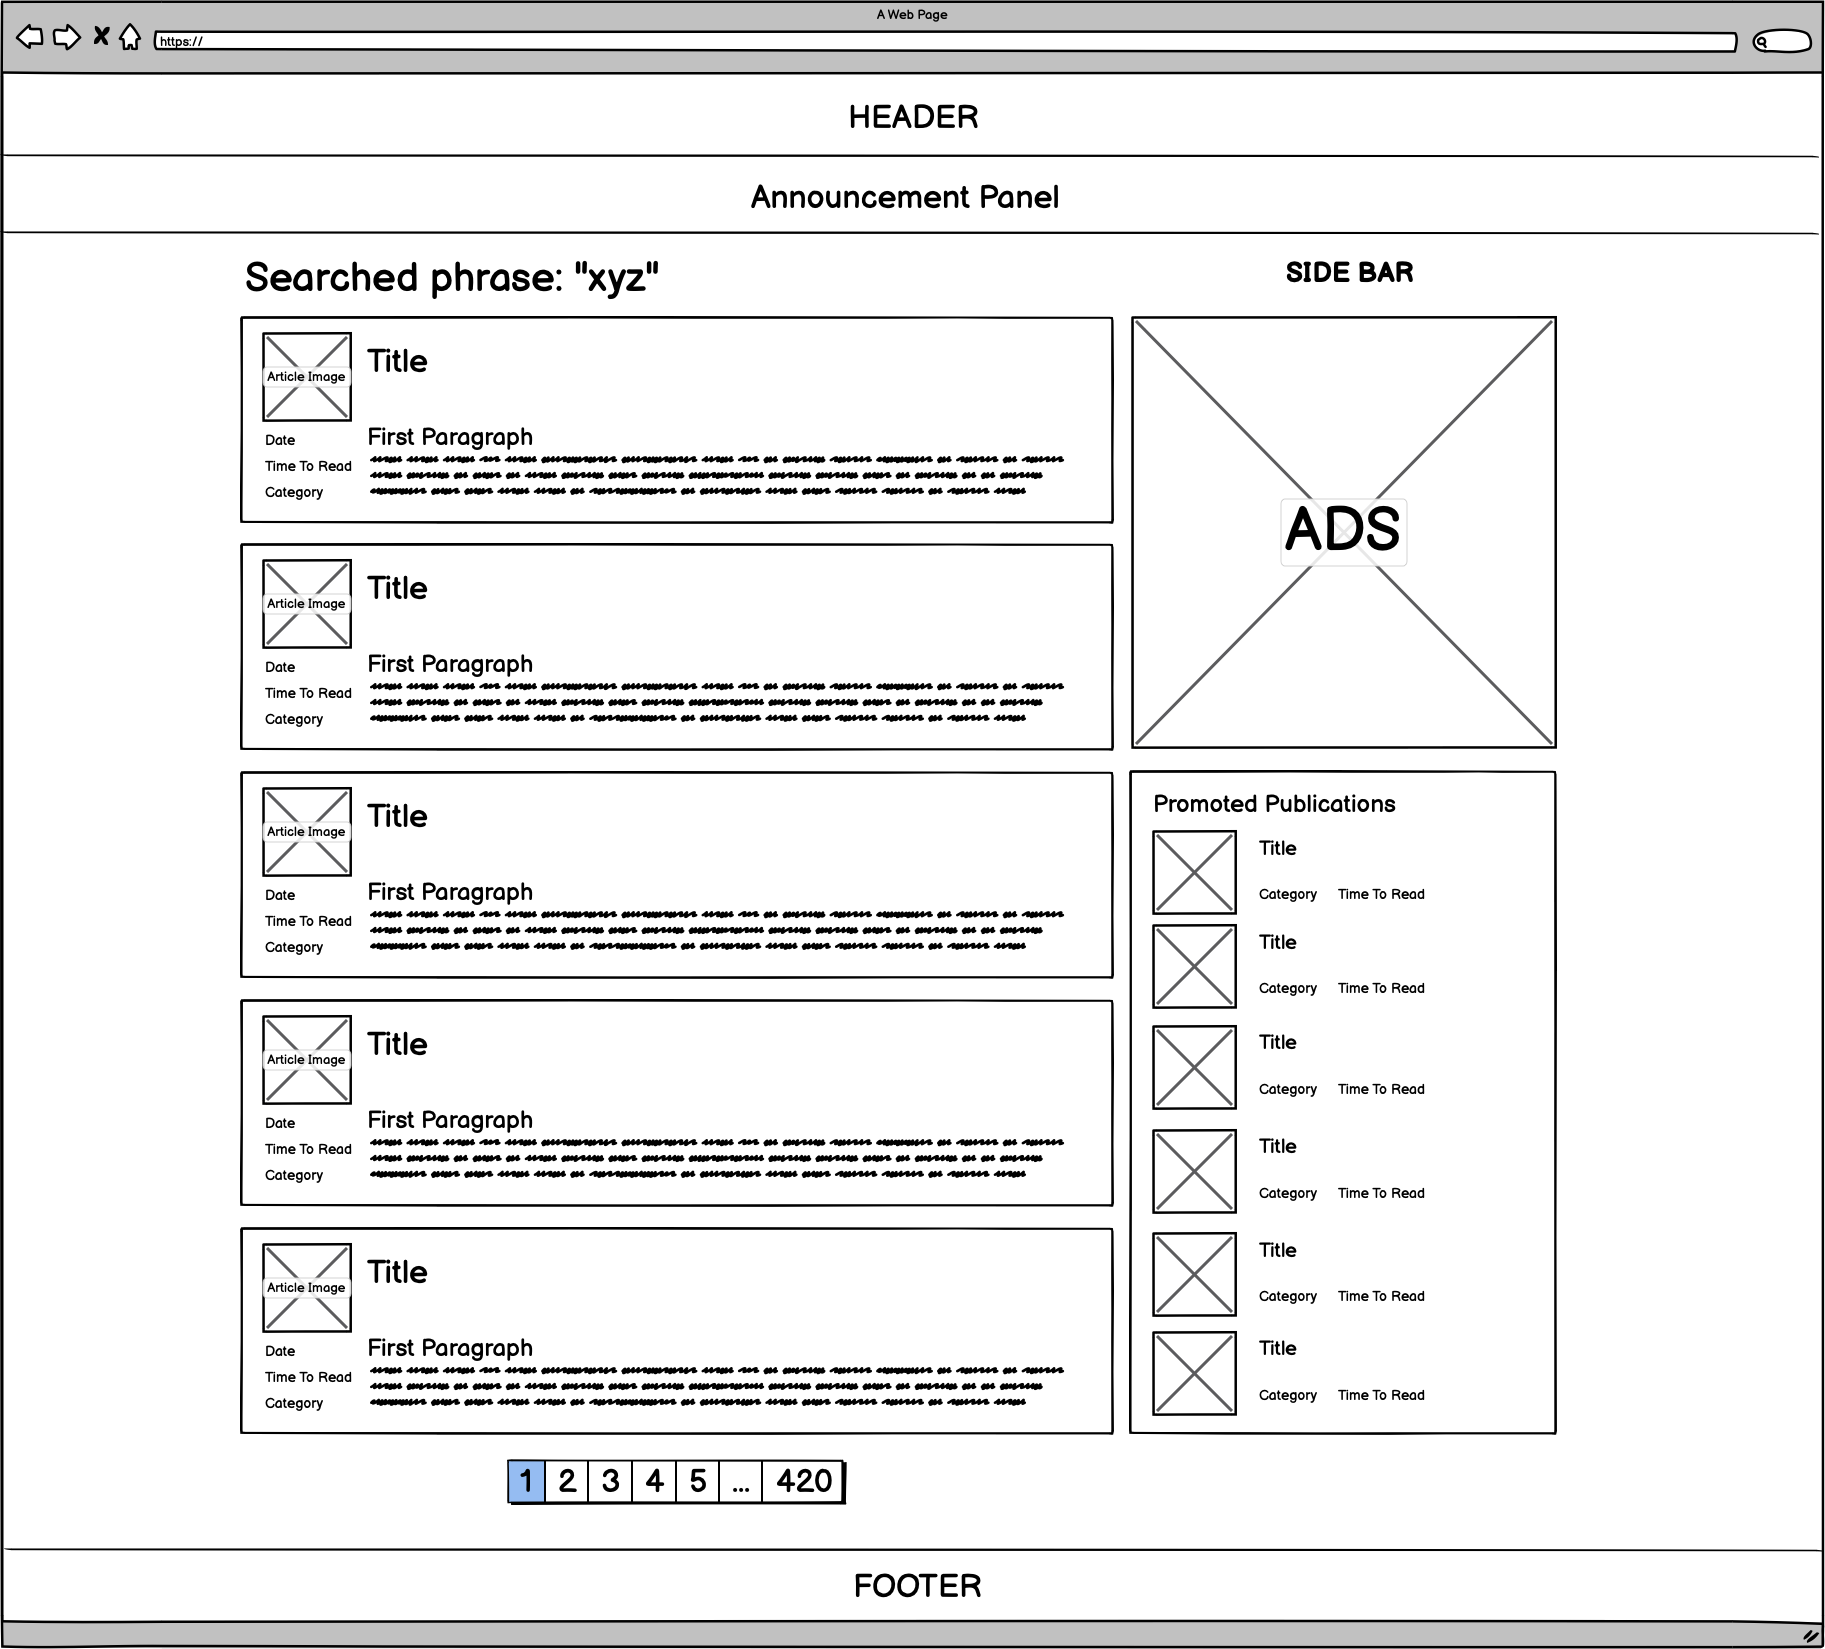 A Web Page
https://
HEADER
Announcement Panel
Searched phrase: "xyz"
Article Image
Title
Date
Time To Read
Category
First Paragraph
Article Image
Title
Date
Time To Read
Category
First Paragraph
Article Image
Title
Date
Time To Read
Category
First Paragraph
Article Image
Title
Date
Time To Read
Category
First Paragraph
Article Image
Title
Date
Time To Read
Category
First Paragraph
1 2 3 4 5 ... 420
SIDE BAR
ADS
Promoted Publications
Title
Category Time To Read
Title
Category Time To Read
Title
Category Time To Read
Title
Category Time To Read
Title
Category Time To Read
Title
Category Time To Read
FOOTER